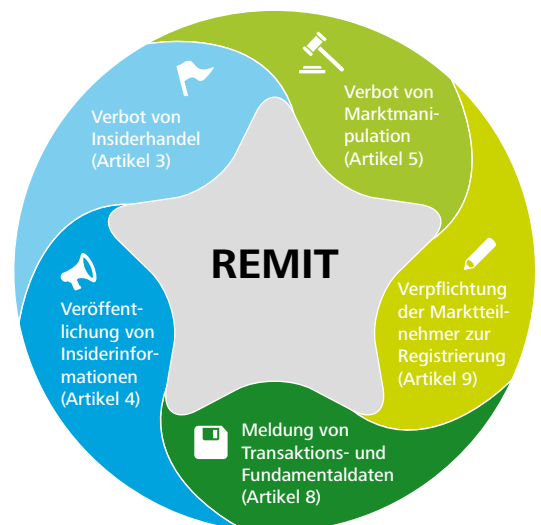 Verbot von
Insiderhandel
(Artikel 3)
Verbot von
Marktmani-
pulation
(Artikel 5)
REMIT
Veröffent-
lichung von
Insiderinfor-
mationen
(Artikel 4)
Verpflichtung
der Marktteil-
nehmer zur
Registrierung
(Artikel 9)
Meldung von
Transaktions- und
Fundamentaldaten
(Artikel 8)